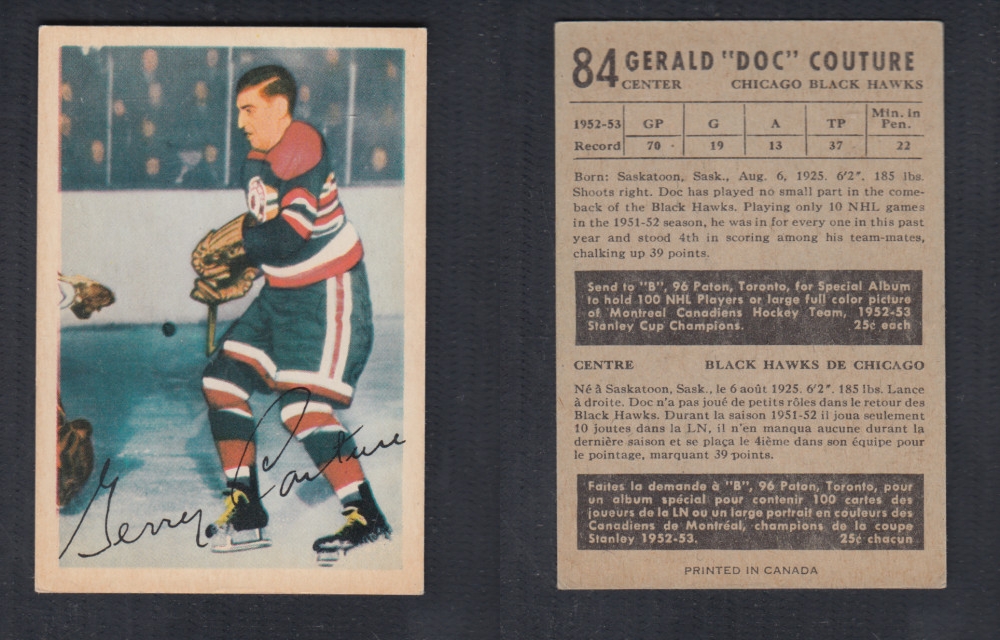 Gerry Couture
84 GERALD "DOC" COUTURE
CENTER CHICAGO BLACK HAWKS
1952-53 GP G A TP Min. in Pen.
Record 70 19 13 37 22
Born: Saskatoon, Sask., Aug. 6, 1925. 6'2". 185 lbs.
Shoots right. Doc has played no small part in the come-
back of the Black Hawks. Playing only 10 NHL games
in the 1951-52 season, he was in for every one in this past
year and stood 4th in scoring among his team-mates,
chalking up 39 points.
Send to "B", 96 Paton, Toronto, for Special Album
to hold 100 NHL Players or large full color picture
of Montreal Canadiens Hockey Team, 1952-53
Stanley Cup Champions. 25¢ each
CENTRE BLACK HAWKS DE CHICAGO
Né à Saskatoon, Sask., le 6 août 1925. 6'2". 185 lbs. Lance
à droite. Doc n'a pas joué de petits rôles dans le retour des
Black Hawks. Durant la saison 1951-52 il joua seulement
10 joutes dans la LN, il n'en manqua aucune durant la
dernière saison et se plaça le 4ième dans son équipe pour
le pointage, marquant 39 points.
Faites la demande à "B", 96 Paton, Toronto, pour
un album spécial pour contenir 100 cartes des
joueurs de la LN ou un large portrait en couleurs des
Canadiens de Montréal, champions de la coupe
Stanley 1952-53. 25¢ chacun
PRINTED IN CANADA